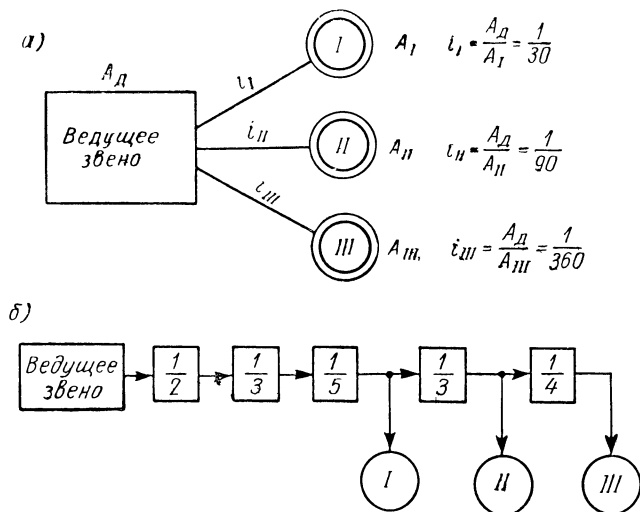 а)
I A_I i_I = A_Д / A_I = 1/30
A_Д
i_I
Ведущее
звено
i_II
II A_II i_II = A_Д / A_II = 1/90
i_III
III A_III, i_III = A_Д / A_III = 1/360
б)
Ведущее
звено
1/2 1/3 1/5 1/3 1/4
I II III